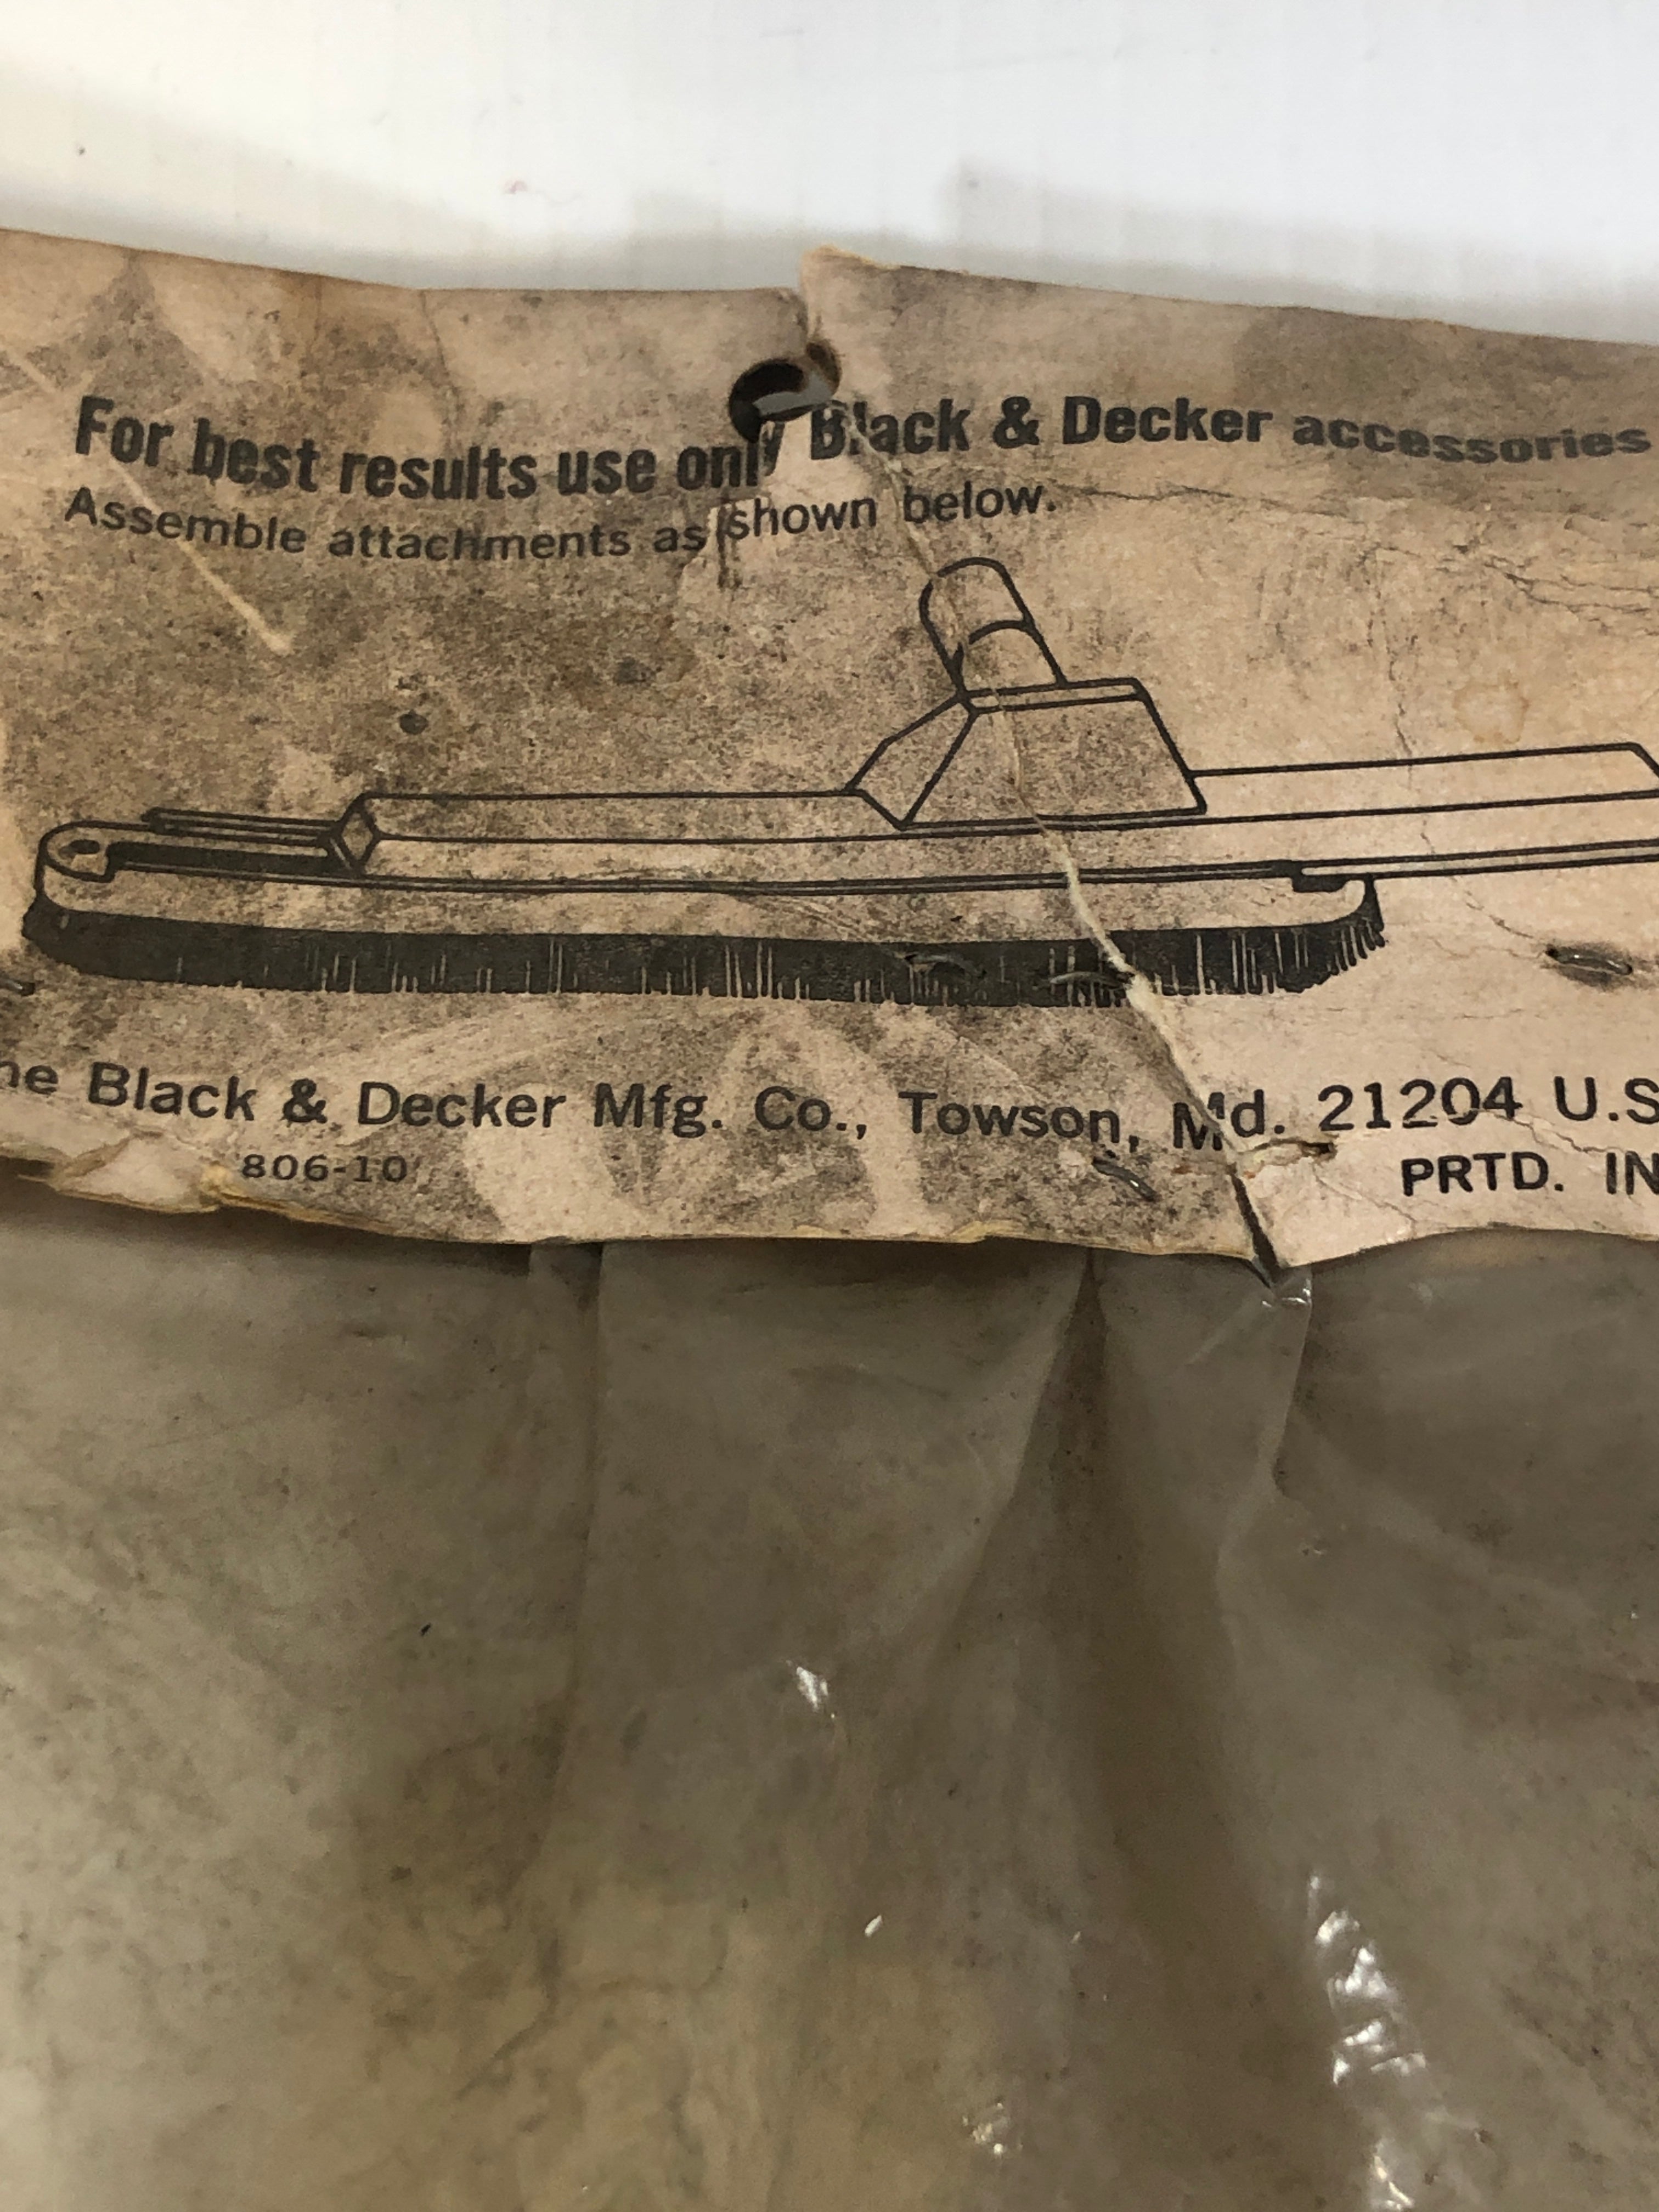 For best results use only Black & Decker accessories
Assemble attachments as shown below.
Black & Decker Mfg. Co., Towson, Md. 21204
806-10
PRTD.